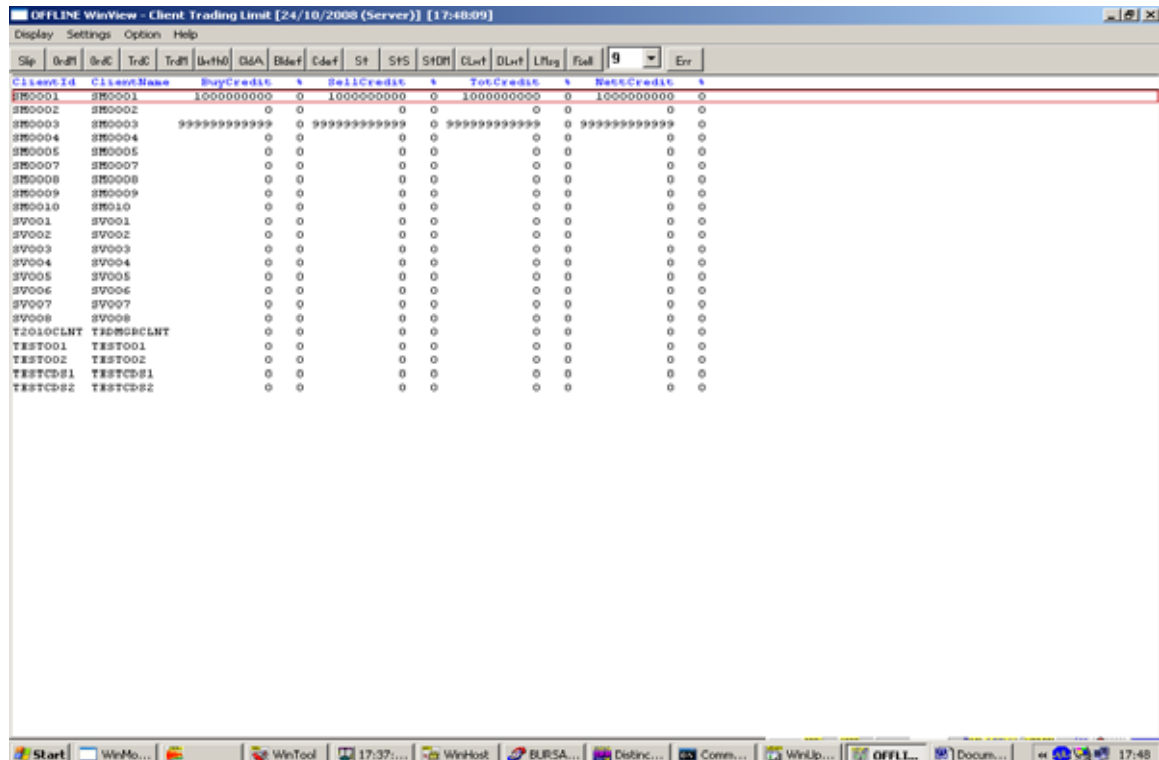 OFFLINE WinView - Client Trading Limit [24/10/2008 (Server)] [17:48:09]
Display Settings Option Help
Slip OrdM OrdC TrdC TrdM Cdef St StS StDM LMsg 9 Err
ClientId ClientName BuyCredit % SellCredit % TotCredit % NettCredit %
SM0001 SM0001 1000000000 0 1000000000 0 1000000000 0 1000000000 0
SM0002 SM0002 0 0 0 0 0 0 0 0
SM0003 SM0003 999999999999 0 999999999999 0 999999999999 0 999999999999 0
SM0004 SM0004 0 0 0 0 0 0 0 0
SM0005 SM0005 0 0 0 0 0 0 0 0
SM0007 SM0007 0 0 0 0 0 0 0 0
SM0008 SM0008 0 0 0 0 0 0 0 0
SM0009 SM0009 0 0 0 0 0 0 0 0
SM0010 SM010 0 0 0 0 0 0 0 0
SV001 SV001 0 0 0 0 0 0 0 0
SV002 SV002 0 0 0 0 0 0 0 0
SV003 SV003 0 0 0 0 0 0 0 0
SV004 SV004 0 0 0 0 0 0 0 0
SV005 SV005 0 0 0 0 0 0 0 0
SV006 SV006 0 0 0 0 0 0 0 0
SV007 SV007 0 0 0 0 0 0 0 0
SV008 SV008 0 0 0 0 0 0 0 0
T2010CLNT TRDMGRCLNT 0 0 0 0 0 0 0 0
TEST001 TEST001 0 0 0 0 0 0 0 0
TEST002 TEST002 0 0 0 0 0 0 0 0
TESTCDS1 TESTCDS1 0 0 0 0 0 0 0 0
TESTCDS2 TESTCDS2 0 0 0 0 0 0 0 0
Start WinMo... WinTool 17:37:... WinHost BURSA... Distinc... Comm... WinUp... OFFLI... Docum... « 17:48